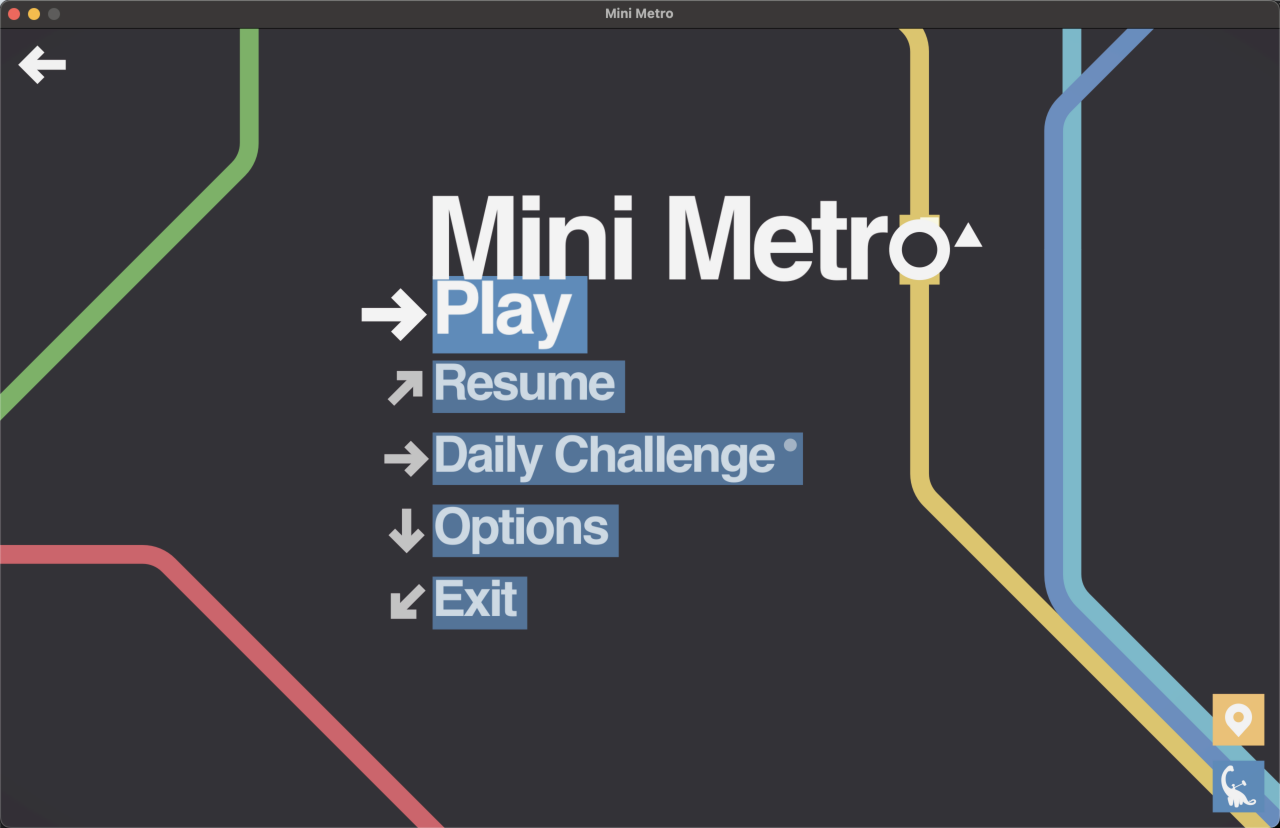 Mini Metro
Mini Metro
Play
Resume
Daily Challenge
Options
Exit